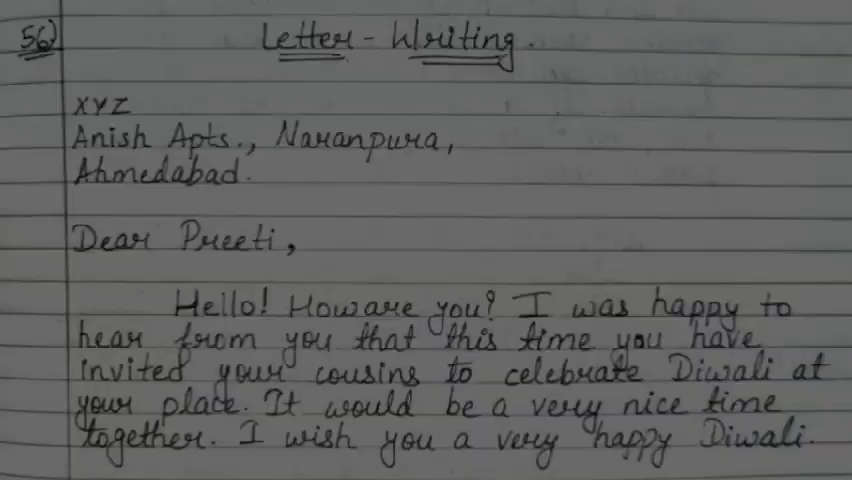 56) Letter - Writing.
XYZ
Anish Apts., Naranpura,
Ahmedabad.
Dear Preeti,
Hello! How are you? I was happy to
hear from you that this time you have
invited your cousins to celebrate Diwali at
your place. It would be a very nice time
together. I wish you a very happy Diwali.